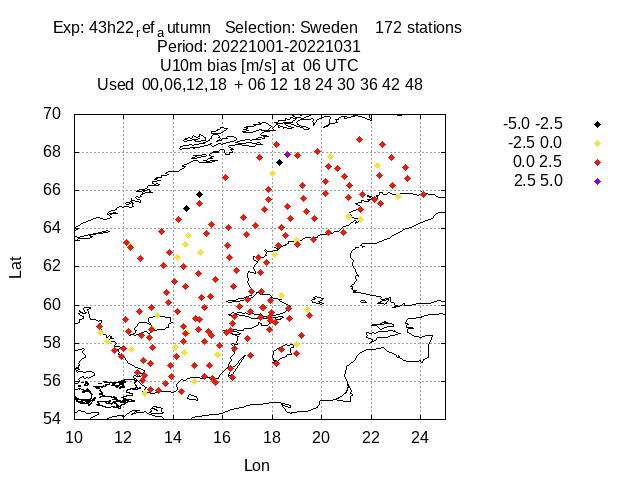 Exp: 43h22ref_autumn Selection: Sweden 172 stations
Period: 20221001-20221031
U10m bias [m/s] at 06 UTC
Used 00,06,12,18 + 06 12 18 24 30 36 42 48
-5.0 -2.5
-2.5 0.0
0.0 2.5
2.5 5.0
70
68
66
64
62
60
58
56
54
Lat
10 12 14 16 18 20 22 24
Lon